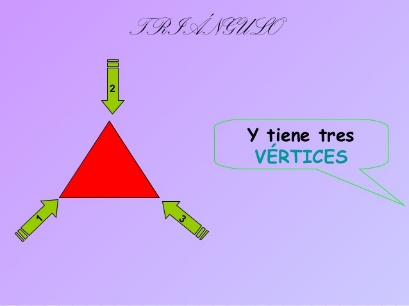 TRIÁNGULO
2
Y tiene tres
VÉRTICES
1
3